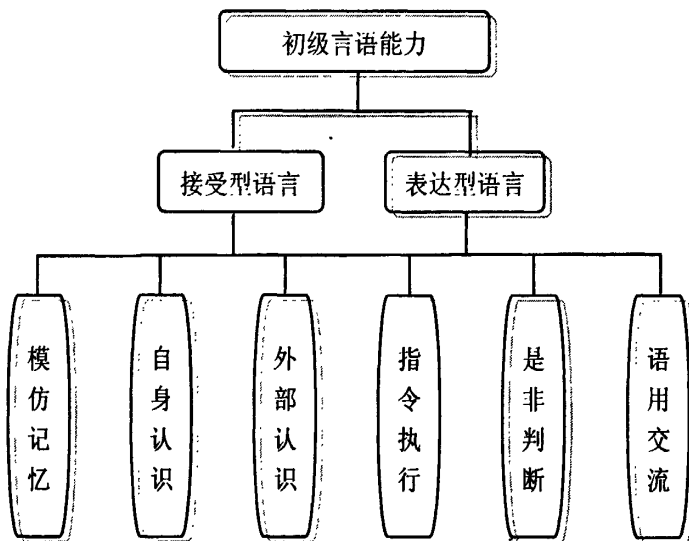 初级言语能力
接受型语言
表达型语言
模仿记忆
自身认识
外部认识
指令执行
是非判断
语用交流